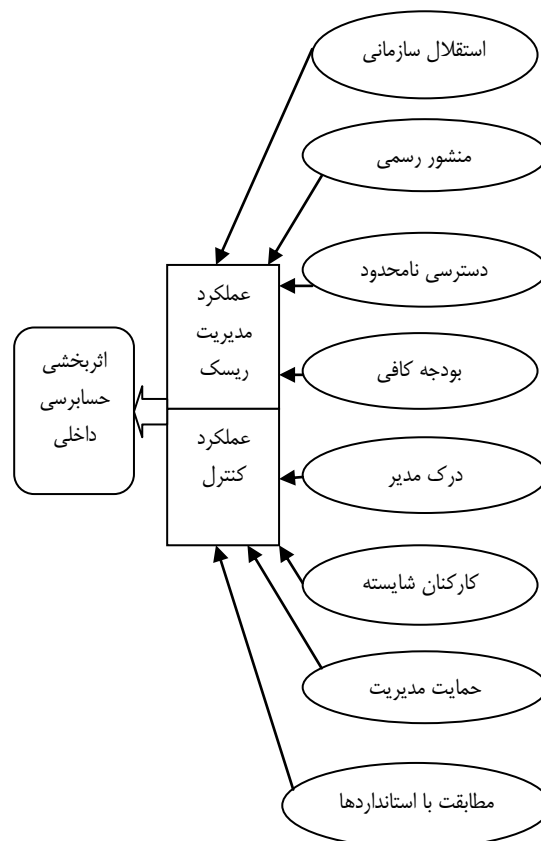 استقلال سازمانی
منشور رسمی
دسترسی نامحدود
بودجه کافی
درک مدیر
کارکنان شایسته
حمایت مدیریت
مطابقت با استانداردها
عملکرد
مدیریت
ریسک
عملکرد
کنترل
اثربخشی
حسابرسی
داخلی